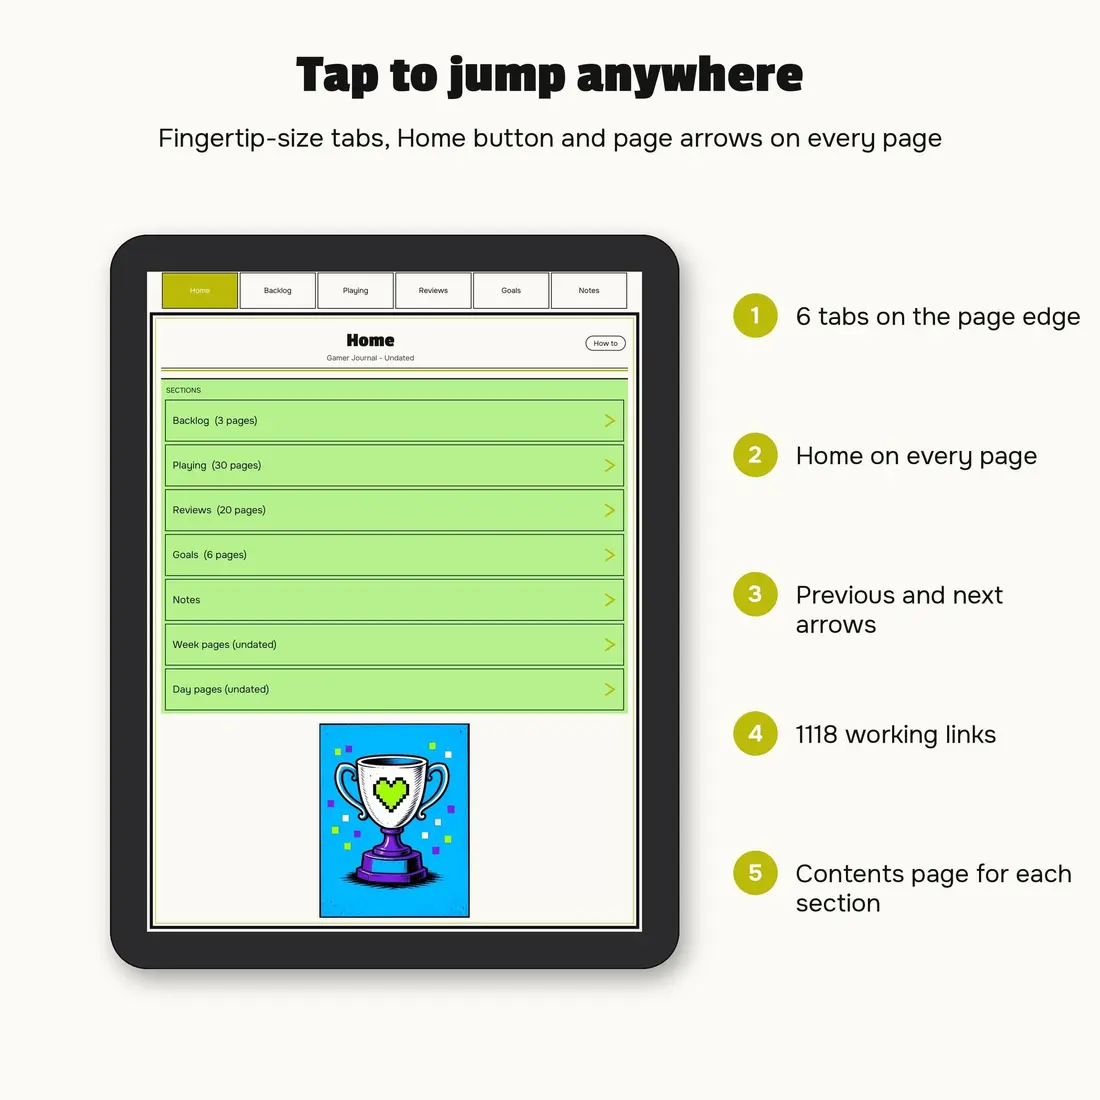 Tap to jump anywhere
Fingertip-size tabs, Home button and page arrows on every page
Home
Backlog
Playing
Reviews
Goals
Notes
Home
Gamer Journal - Undated
How to
SECTIONS
Backlog (3 pages)
Playing (30 pages)
Reviews (20 pages)
Goals (6 pages)
Notes
Week pages (undated)
Day pages (undated)
1 6 tabs on the page edge
2 Home on every page
3 Previous and next
arrows
4 1118 working links
5 Contents page for each
section